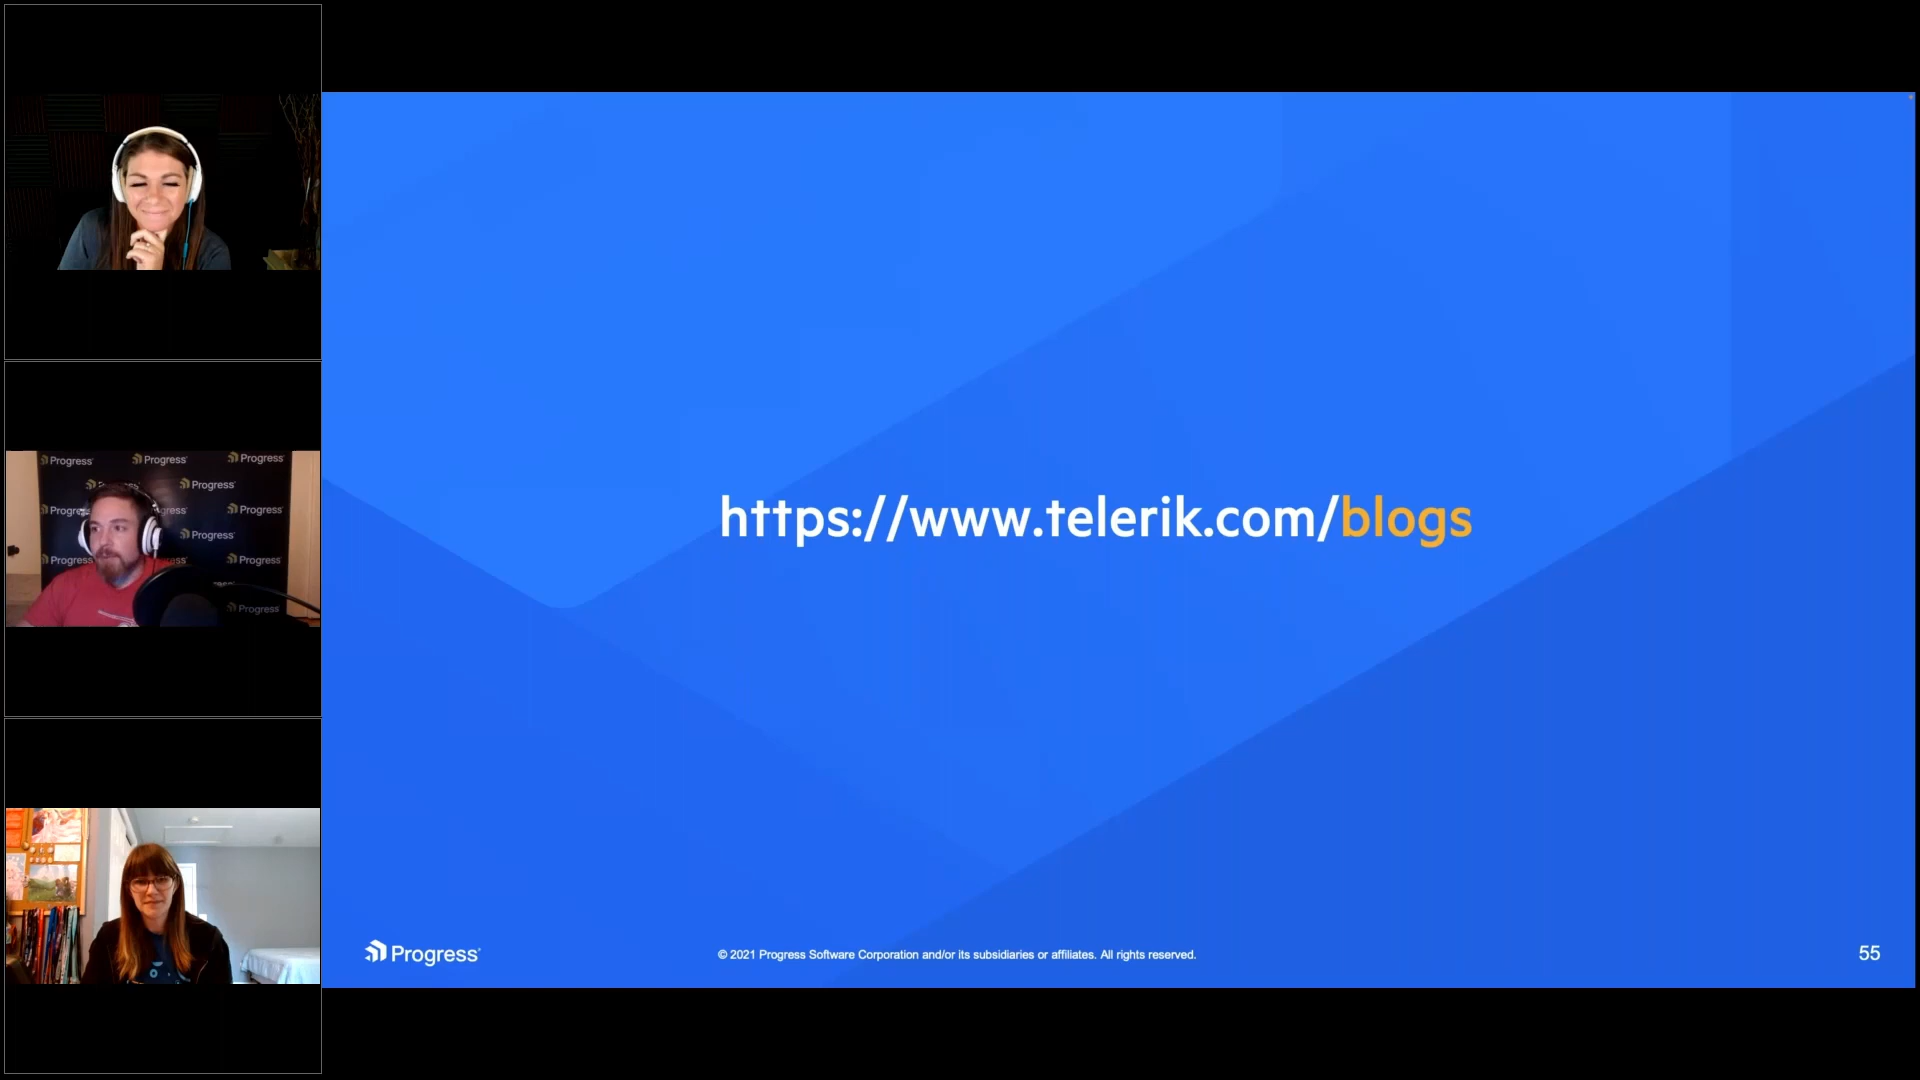 Progress Progress Progress
Progress
Progress
Progress
Progress
Progress
Progress
https://www.telerik.com/blogs
Progress
© 2021 Progress Software Corporation and/or its subsidiaries or affiliates. All rights reserved.
55